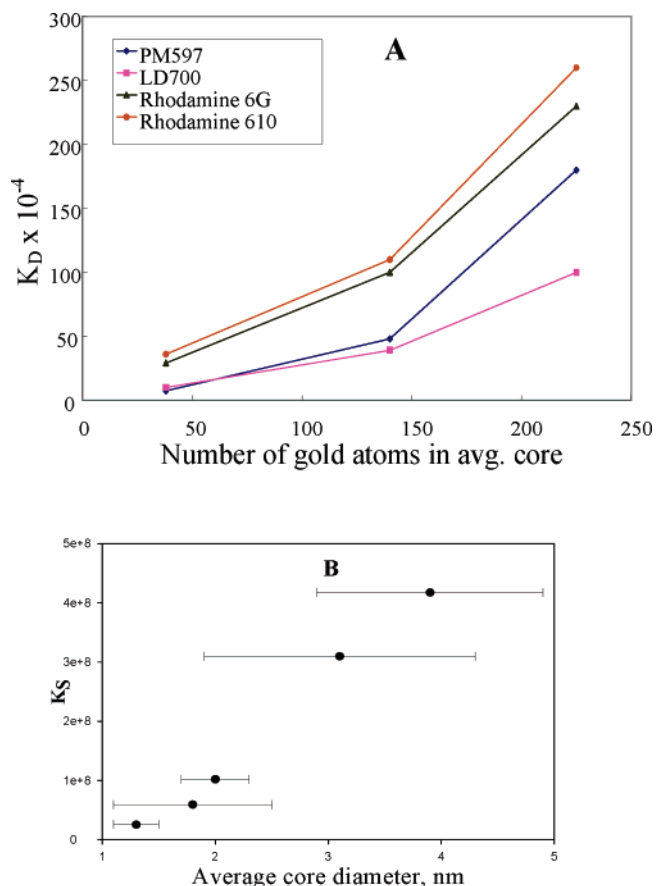 300
A
PM597
LD700
Rhodamine 6G
Rhodamine 610
250
200
150
100
50
0
K_D x 10^-4
0 50 100 150 200 250
Number of gold atoms in avg. core
5e+8
B
4e+8
3e+8
2e+8
1e+8
0
K_S
1 2 3 4 5
Average core diameter, nm